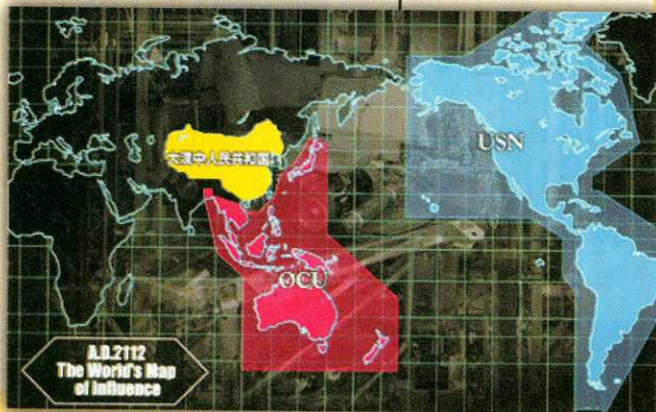 USN
大漢中人民共和国
OCU
A.D.2112
The World's Map
of Influence